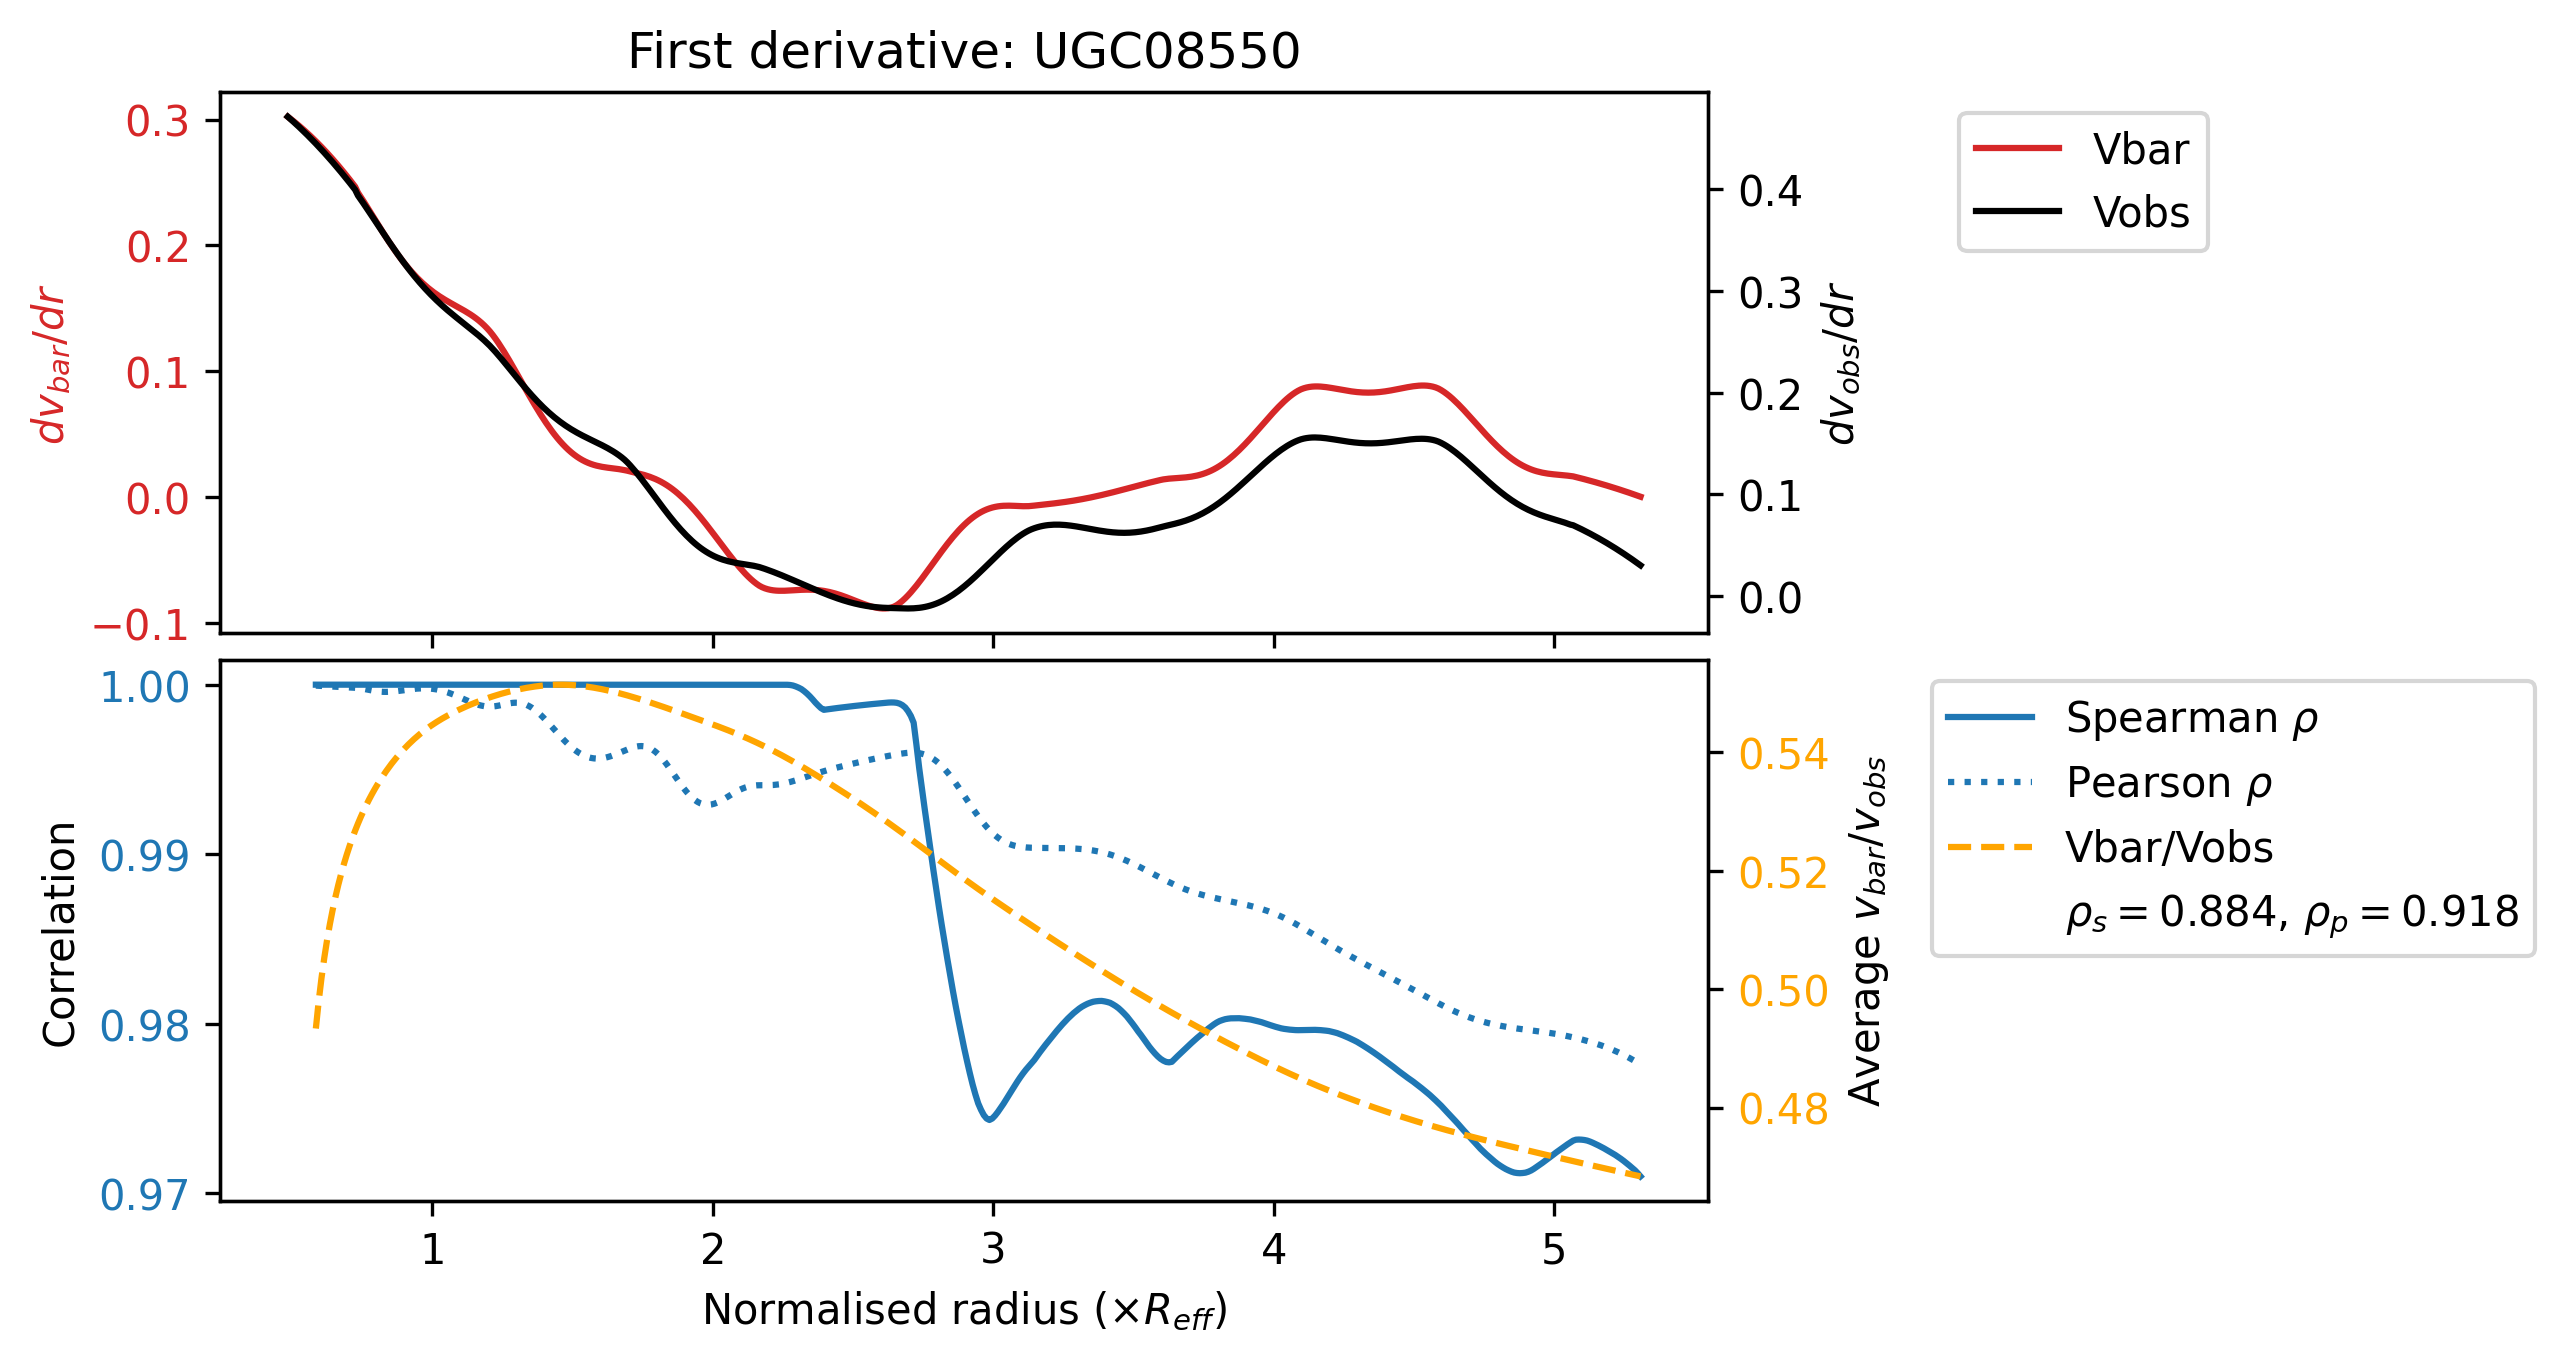 First derivative: UGC08550
0.3
0.2
0.1
0.0
−0.1
dv_bar/dr
0.4
0.3
0.2
0.1
0.0
dv_obs/dr
Vbar
Vobs
1.00
0.99
0.98
0.97
Correlation
0.54
0.52
0.50
0.48
Average v_bar/v_obs
Spearman ρ
Pearson ρ
Vbar/Vobs
ρ_s = 0.884, ρ_p = 0.918
1 2 3 4 5
Normalised radius (×R_eff)